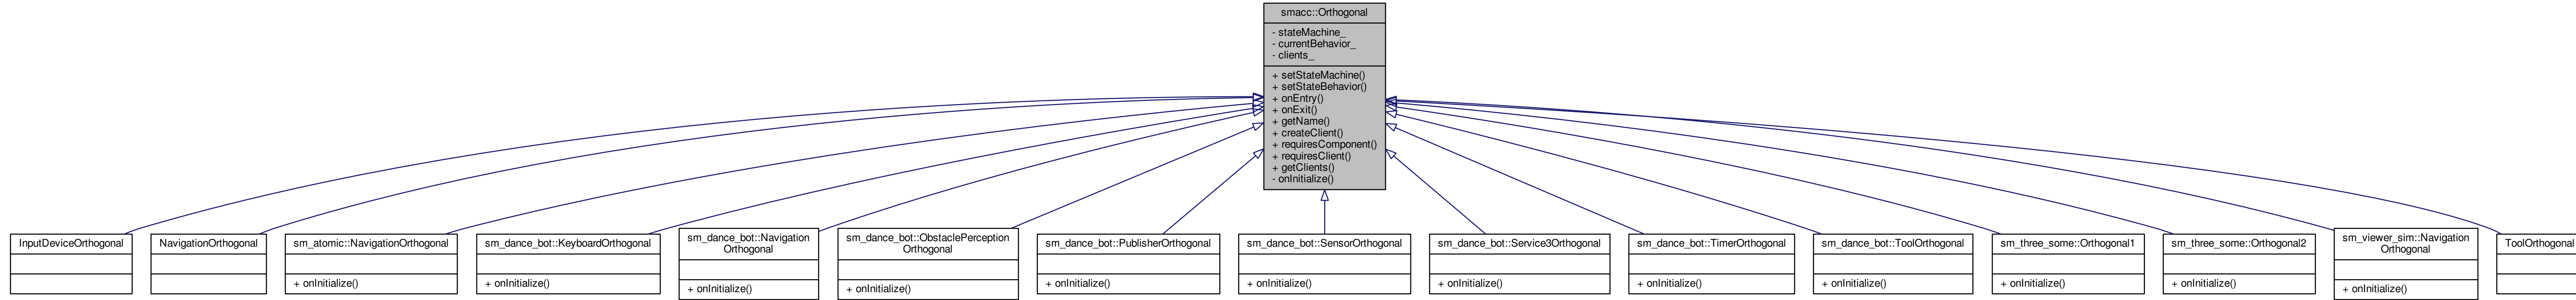 smacc::Orthogonal
- stateMachine_
- currentBehavior_
- clients_
+ setStateMachine()
+ setStateBehavior()
+ onEntry()
+ onExit()
+ getName()
+ createClient()
+ requiresComponent()
+ requiresClient()
+ getClients()
- onInitialize()
InputDeviceOrthogonal
NavigationOrthogonal
sm_atomic::NavigationOrthogonal
+ onInitialize()
sm_dance_bot::KeyboardOrthogonal
+ onInitialize()
sm_dance_bot::Navigation
Orthogonal
+ onInitialize()
sm_dance_bot::ObstaclePerception
Orthogonal
+ onInitialize()
sm_dance_bot::PublisherOrthogonal
+ onInitialize()
sm_dance_bot::SensorOrthogonal
+ onInitialize()
sm_dance_bot::Service3Orthogonal
+ onInitialize()
sm_dance_bot::TimerOrthogonal
+ onInitialize()
sm_dance_bot::ToolOrthogonal
+ onInitialize()
sm_three_some::Orthogonal1
+ onInitialize()
sm_three_some::Orthogonal2
+ onInitialize()
sm_viewer_sim::Navigation
Orthogonal
+ onInitialize()
ToolOrthogonal